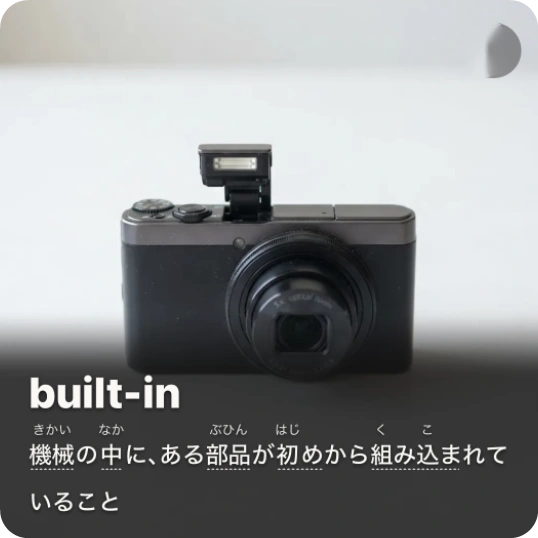 built-in
きかい なか ぶひん はじ く こ
機械の中に、ある部品が初めから組み込まれて
いること